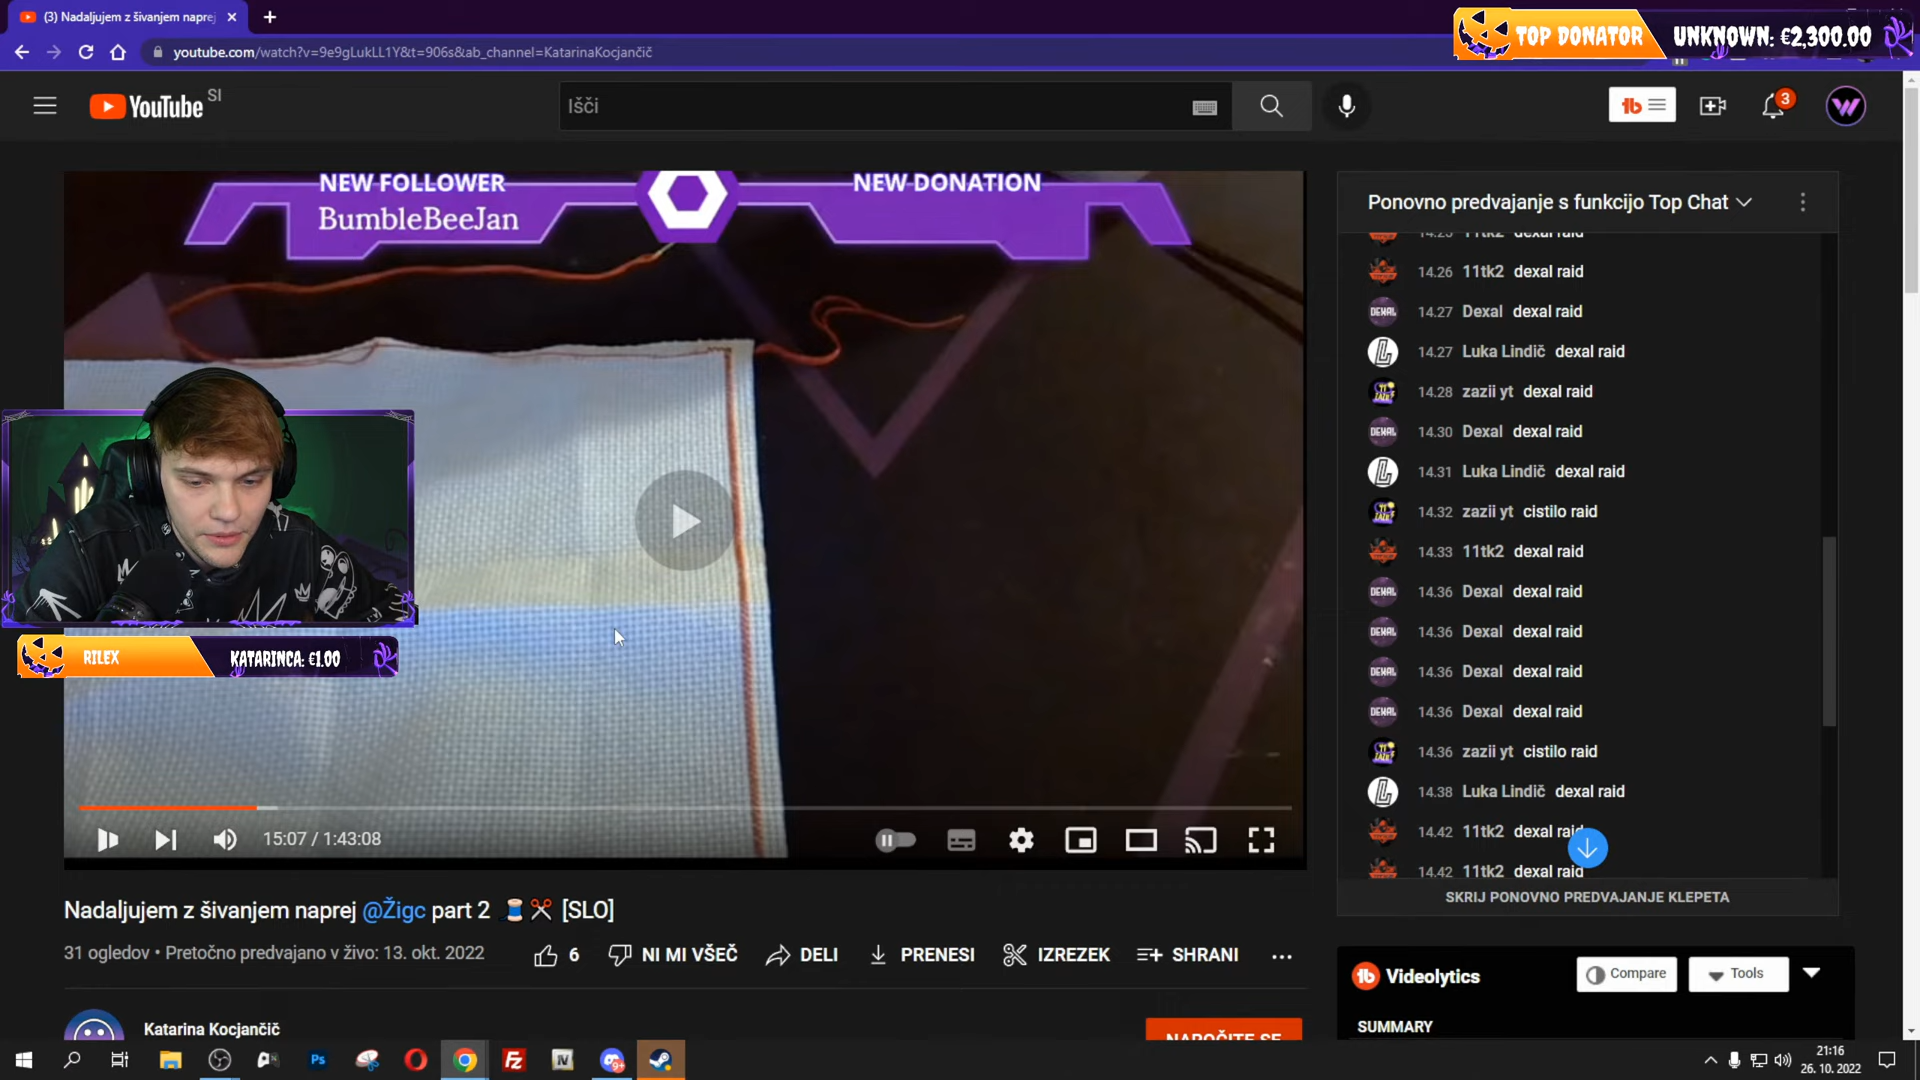 (3) Nadaljujem z šivanjem naprej
youtube.com/watch?v=9e9gLukLL1Y&t=906s&ab_channel=KatarinaKocjančič
TOP DONATOR
UNKNOWN: €2,300.00
YouTube SI
Išči
3
NEW FOLLOWER
BumbleBeeJan
NEW DONATION
RILEX
KATARINCA: €1.00
15:07 / 1:43:08
Ponovno predvajanje s funkcijo Top Chat
11tk2 dexal raid
14.26 11tk2 dexal raid
14.27 Dexal dexal raid
14.27 Luka Lindič dexal raid
14.28 zazii yt dexal raid
14.30 Dexal dexal raid
14.31 Luka Lindič dexal raid
14.32 zazii yt cistilo raid
14.33 11tk2 dexal raid
14.36 Dexal dexal raid
14.36 Dexal dexal raid
14.36 Dexal dexal raid
14.36 Dexal dexal raid
14.36 zazii yt cistilo raid
14.38 Luka Lindič dexal raid
14.42 11tk2 dexal raid
14.42 11tk2 dexal raid
SKRIJ PONOVNO PREDVAJANJE KLEPETA
Nadaljujem z šivanjem naprej @Žigc part 2 🧵✂️ [SLO]
31 ogledov • Pretočno predvajano v živo: 13. okt. 2022
6
NI MI VŠEČ
DELI
PRENESI
IZREZEK
SHRANI
Katarina Kocjančič
NAROČITE SE
Videolytics
Compare
Tools
SUMMARY
21:16
26. 10. 2022